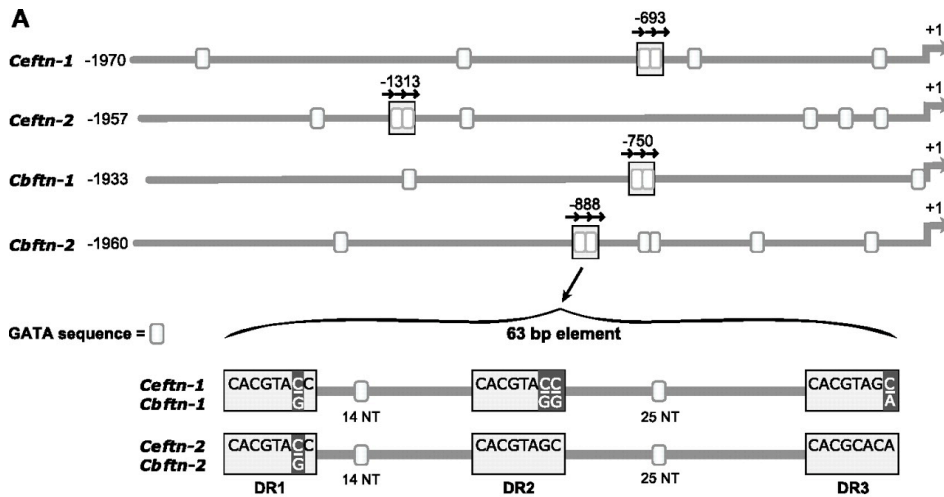 A
-693
+1
Ceftn-1 -1970
-1313
+1
Ceftn-2 -1957
-750
+1
Cbftn-1 -1933
-888
+1
Cbftn-2 -1960
GATA sequence =
63 bp element
Ceftn-1 CACGTACC CACGTACC CACGTAGC
Cbftn-1 G GG A
14 NT 25 NT
Ceftn-2 CACGTACC CACGTAGC CACGCACA
Cbftn-2 G
14 NT 25 NT
DR1 DR2 DR3